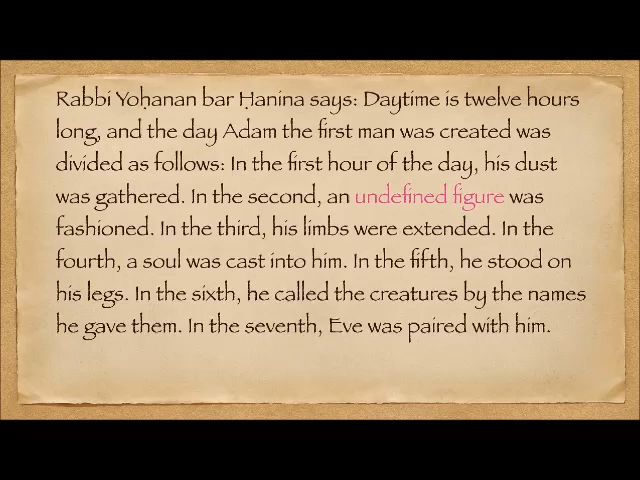 Rabbi Yoḥanan bar Ḥanina says: Daytime is twelve hours
long, and the day Adam the first man was created was
divided as follows: In the first hour of the day, his dust
was gathered. In the second, an undefined figure was
fashioned. In the third, his limbs were extended. In the
fourth, a soul was cast into him. In the fifth, he stood on
his legs. In the sixth, he called the creatures by the names
he gave them. In the seventh, Eve was paired with him.